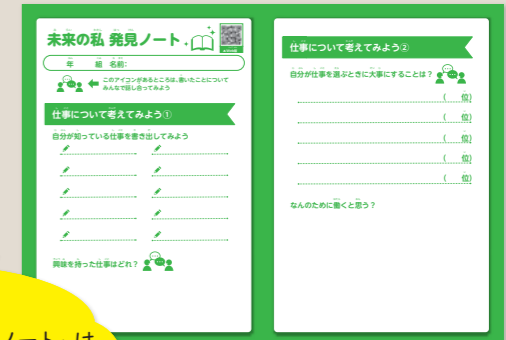 未来の私 発見ノート
年 組 名前:
このアイコンがあるところは、書いたことについて
みんなで話し合ってみよう
仕事について考えてみよう①
自分が知っている仕事を書き出してみよう
興味を持った仕事はどれ?
ノート」は
仕事について考えてみよう②
自分が仕事を選ぶときに大事にすることは?
( 位)
( 位)
( 位)
( 位)
( 位)
なんのために働くと思う?